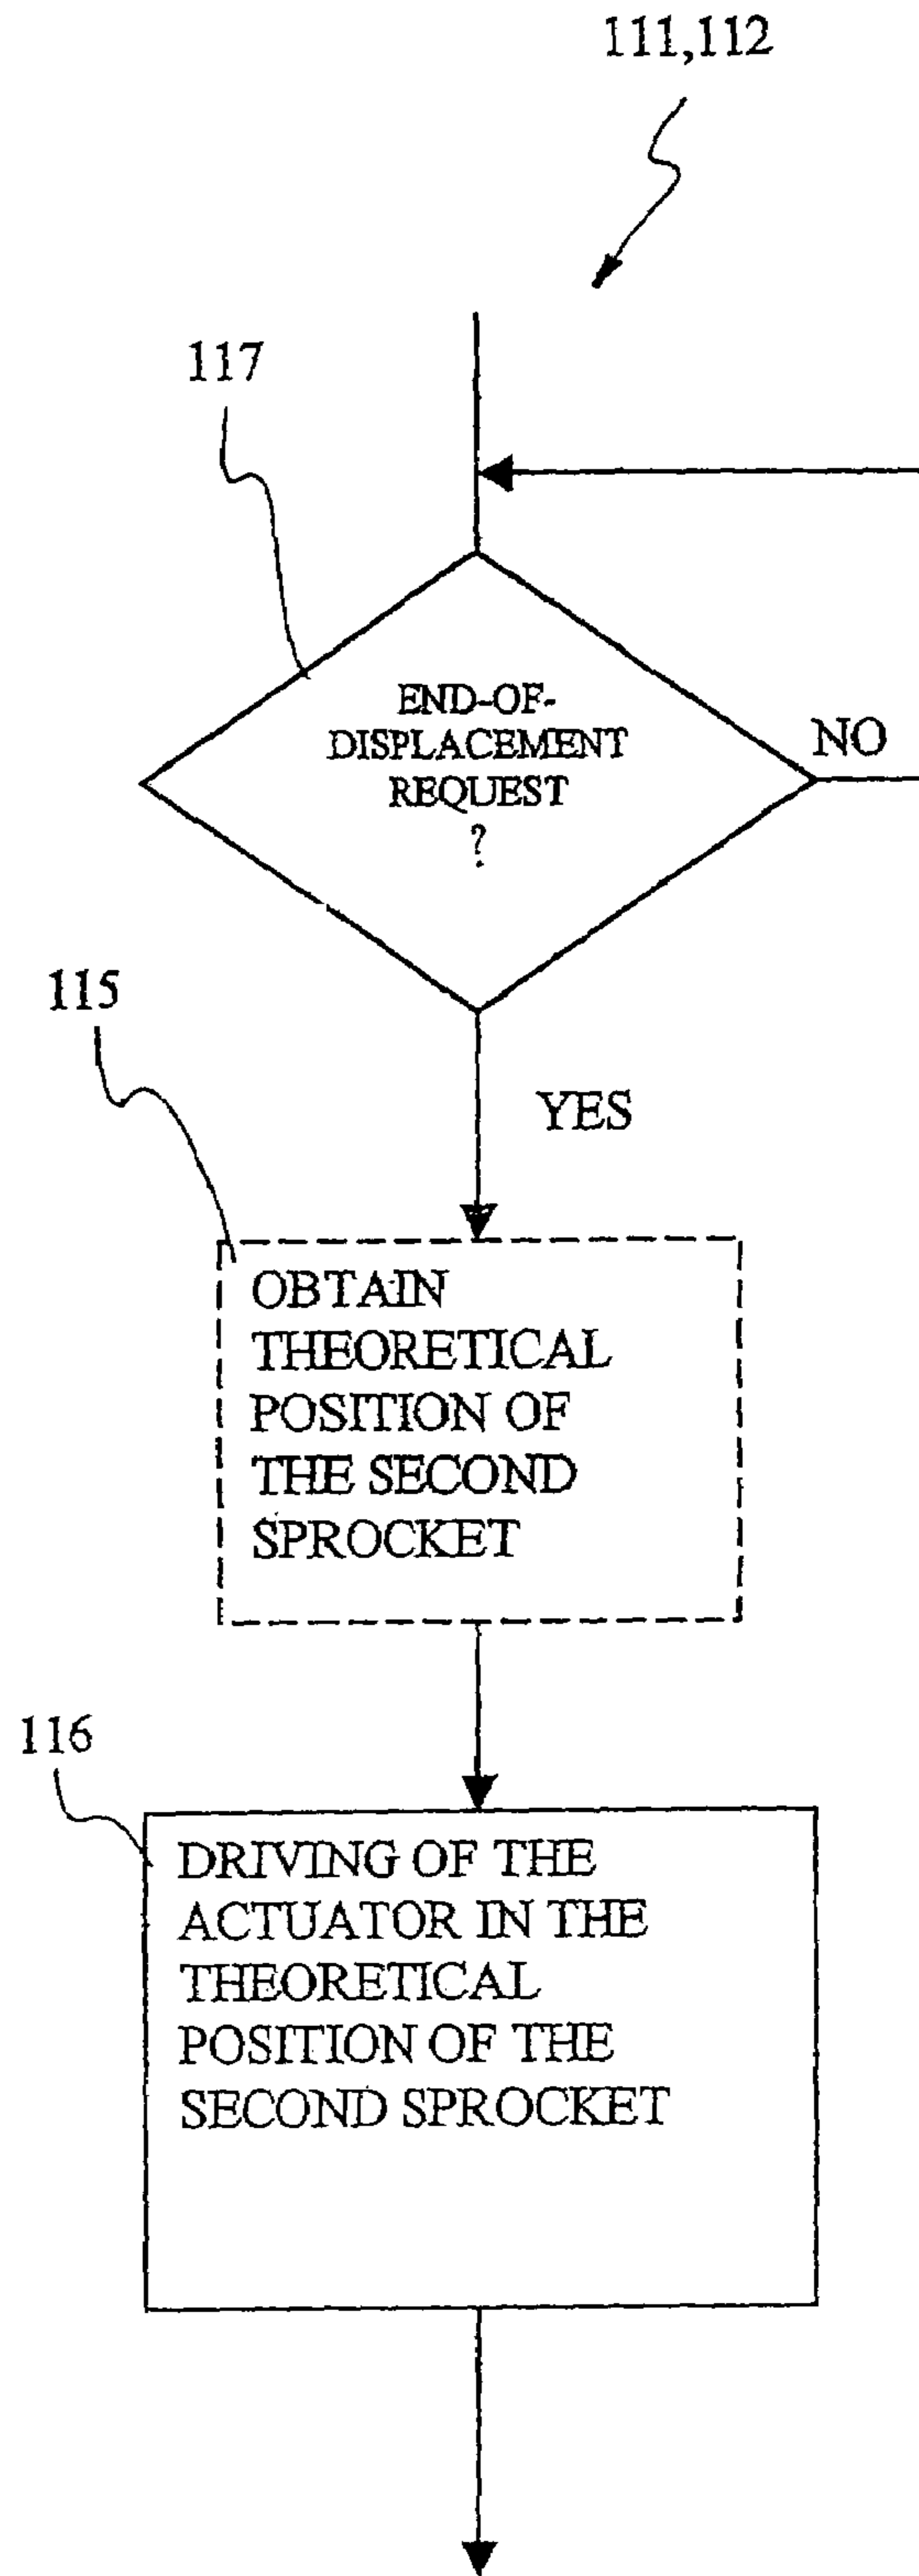 111,112
117
END-OF-
DISPLACEMENT
REQUEST
?
NO
115
YES
OBTAIN
THEORETICAL
POSITION OF
THE SECOND
SPROCKET
116
DRIVING OF THE
ACTUATOR IN THE
THEORETICAL
POSITION OF THE
SECOND SPROCKET